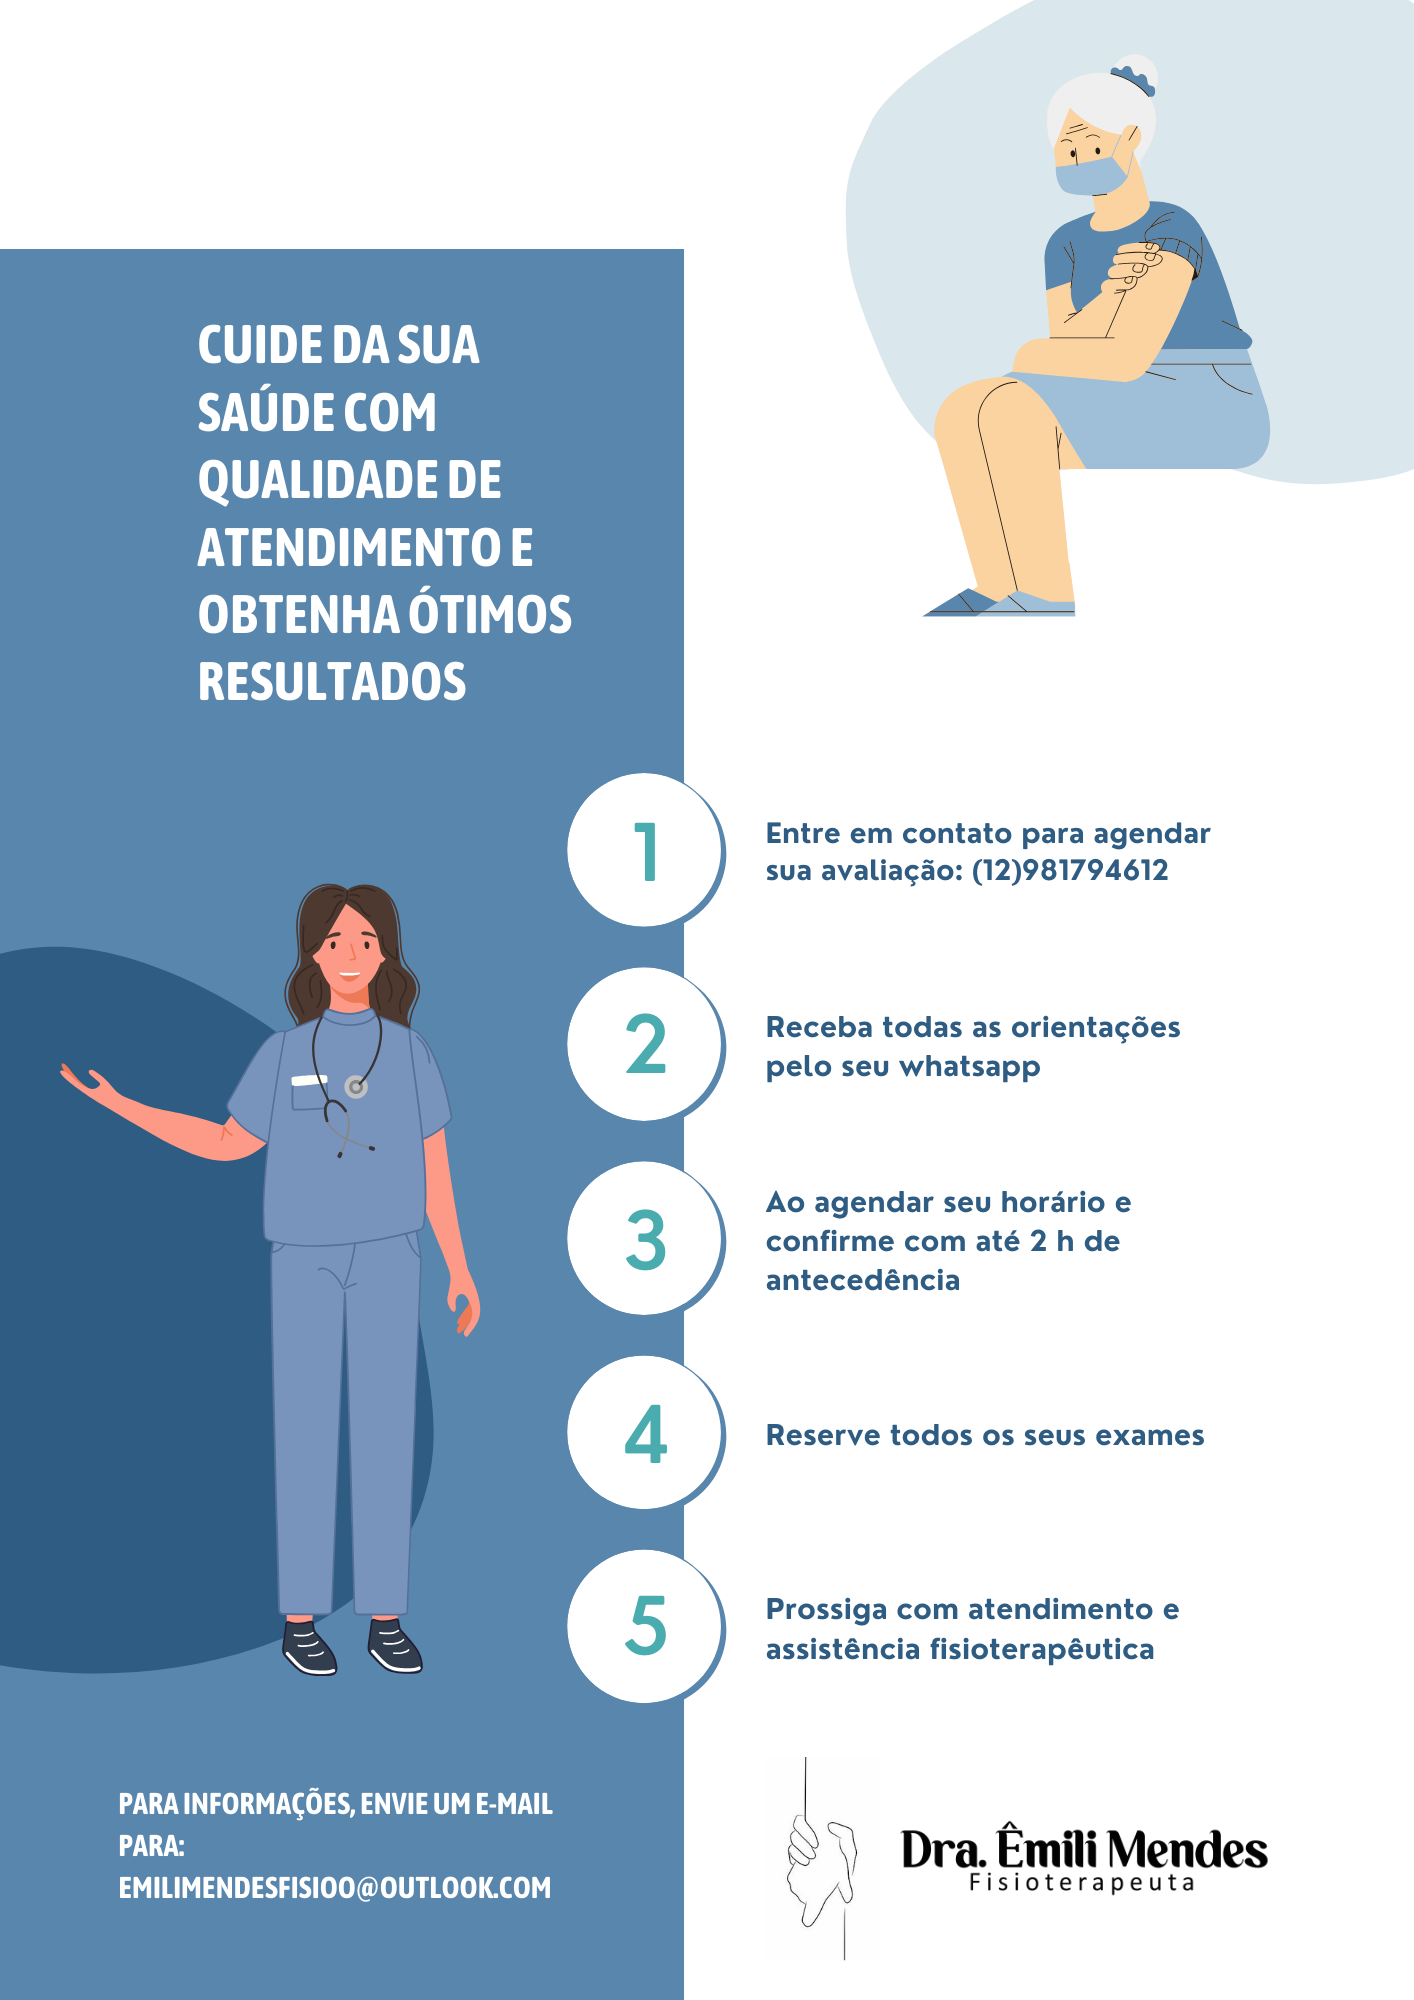 CUIDE DA SUA
SAÚDE COM
QUALIDADE DE
ATENDIMENTO E
OBTENHA ÓTIMOS
RESULTADOS
1
Entre em contato para agendar
sua avaliação: (12)981794612
2
Receba todas as orientações
pelo seu whatsapp
3
Ao agendar seu horário e
confirme com até 2 h de
antecedência
4
Reserve todos os seus exames
5
Prossiga com atendimento e
assistência fisioterapêutica
PARA INFORMAÇÕES, ENVIE UM E-MAIL
PARA:
EMILIMENDESFISIOO@OUTLOOK.COM
Dra. Êmili Mendes
Fisioterapeuta